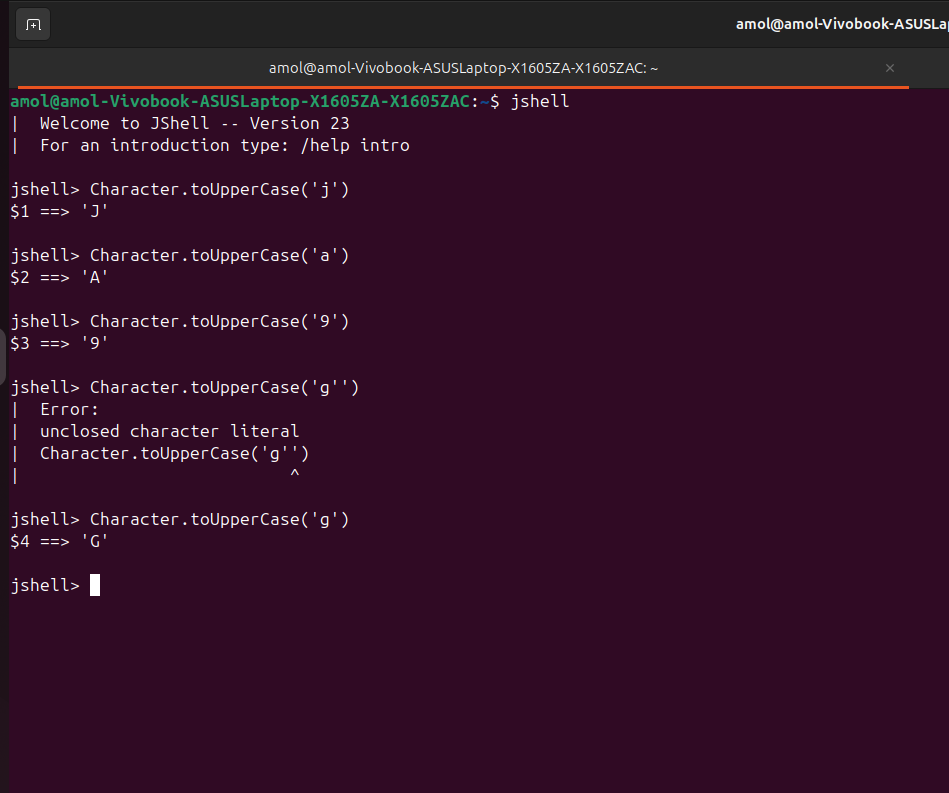 amol@amol-Vivobook-ASUSLap
amol@amol-Vivobook-ASUSLaptop-X1605ZA-X1605ZAC: ~
amol@amol-Vivobook-ASUSLaptop-X1605ZA-X1605ZAC:~$ jshell
|  Welcome to JShell -- Version 23
|  For an introduction type: /help intro
jshell> Character.toUpperCase('j')
$1 ==> 'J'
jshell> Character.toUpperCase('a')
$2 ==> 'A'
jshell> Character.toUpperCase('9')
$3 ==> '9'
jshell> Character.toUpperCase('g'')
|  Error:
|  unclosed character literal
|  Character.toUpperCase('g'')
|                           ^
jshell> Character.toUpperCase('g')
$4 ==> 'G'
jshell>